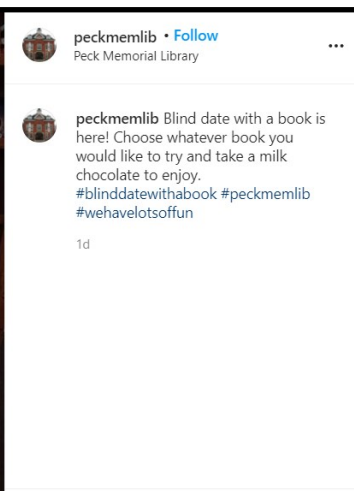 peckmemlib • Follow
Peck Memorial Library
peckmemlib Blind date with a book is
here! Choose whatever book you
would like to try and take a milk
chocolate to enjoy.
#blinddatewithabook #peckmemlib
#wehavelotsoffun
1d